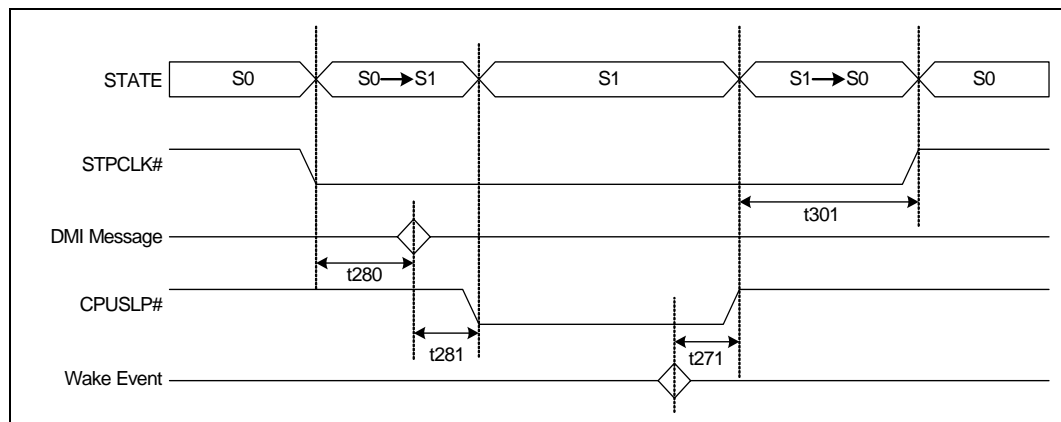 STATE S0 S0→S1 S1 S1→S0 S0
STPCLK#
t301
DMI Message
t280
CPUSLP#
t281
t271
Wake Event